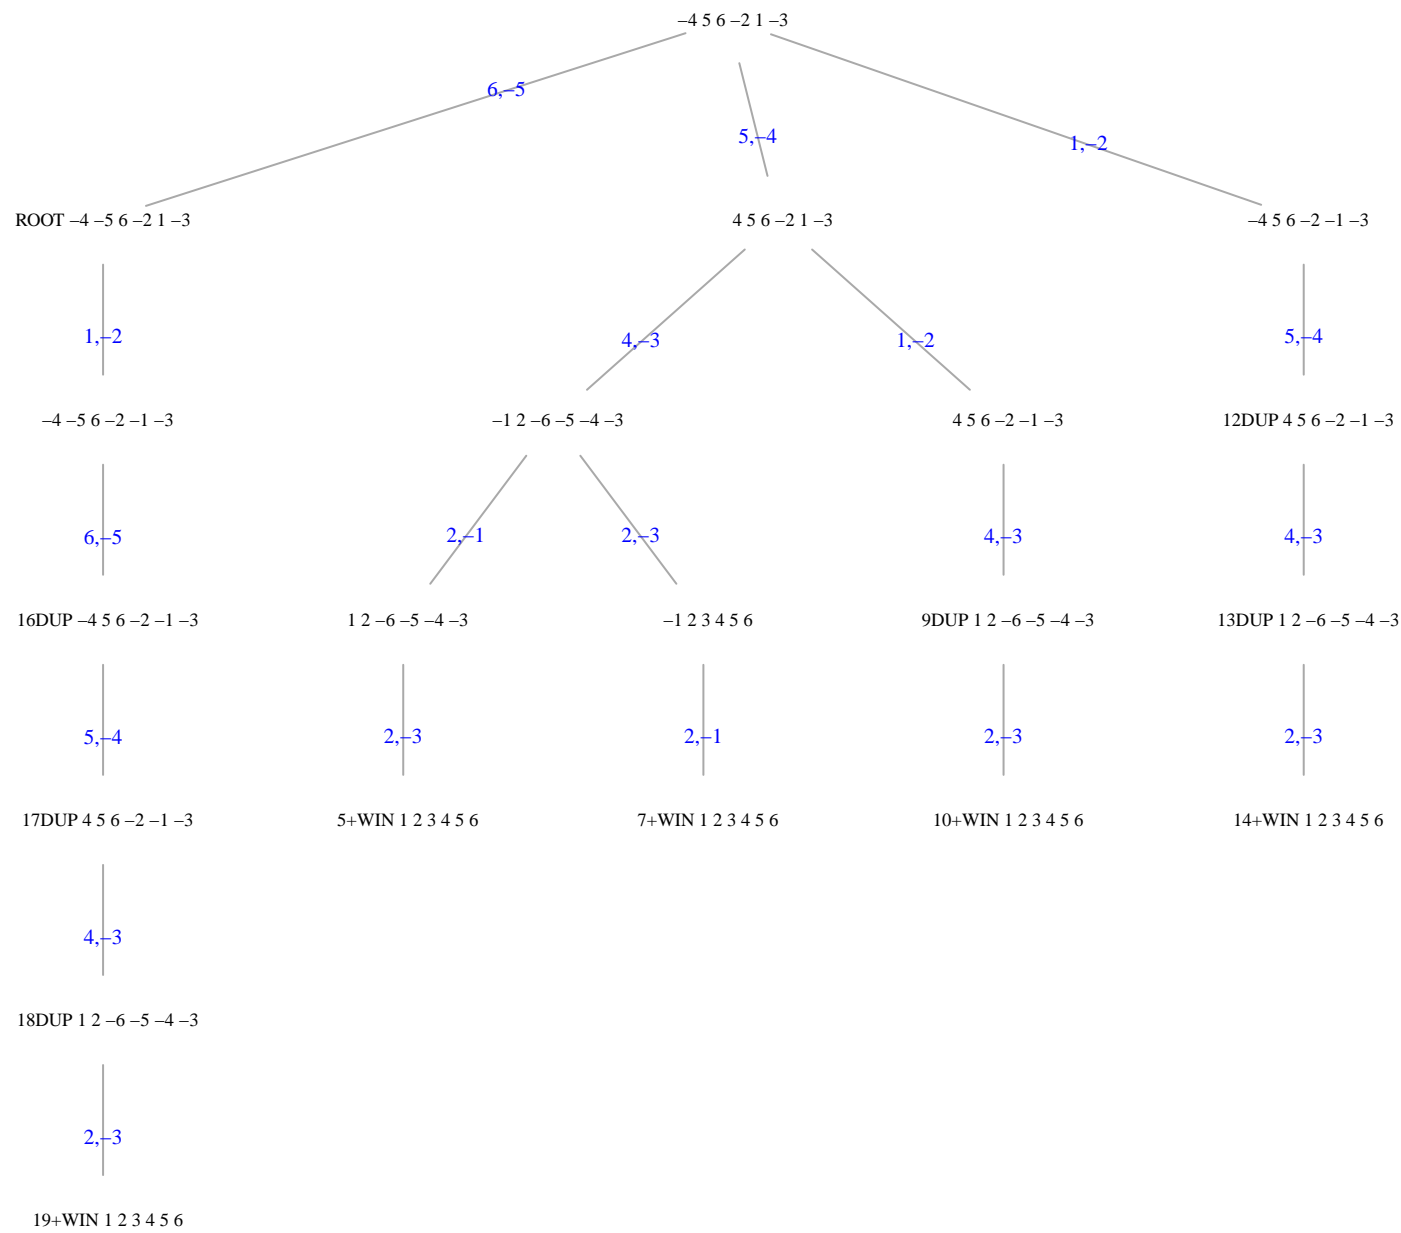 –4 5 6 –2 1 –3
6,–5
5,–4
1,–2
ROOT –4 –5 6 –2 1 –3
4 5 6 –2 1 –3
–4 5 6 –2 –1 –3
1,–2
4,–3
1,–2
5,–4
–4 –5 6 –2 –1 –3
–1 2 –6 –5 –4 –3
4 5 6 –2 –1 –3
12DUP 4 5 6 –2 –1 –3
6,–5
2,–1
2,–3
4,–3
4,–3
16DUP –4 5 6 –2 –1 –3
1 2 –6 –5 –4 –3
–1 2 3 4 5 6
9DUP 1 2 –6 –5 –4 –3
13DUP 1 2 –6 –5 –4 –3
5,–4
2,–3
2,–1
2,–3
2,–3
17DUP 4 5 6 –2 –1 –3
5+WIN 1 2 3 4 5 6
7+WIN 1 2 3 4 5 6
10+WIN 1 2 3 4 5 6
14+WIN 1 2 3 4 5 6
4,–3
18DUP 1 2 –6 –5 –4 –3
2,–3
19+WIN 1 2 3 4 5 6